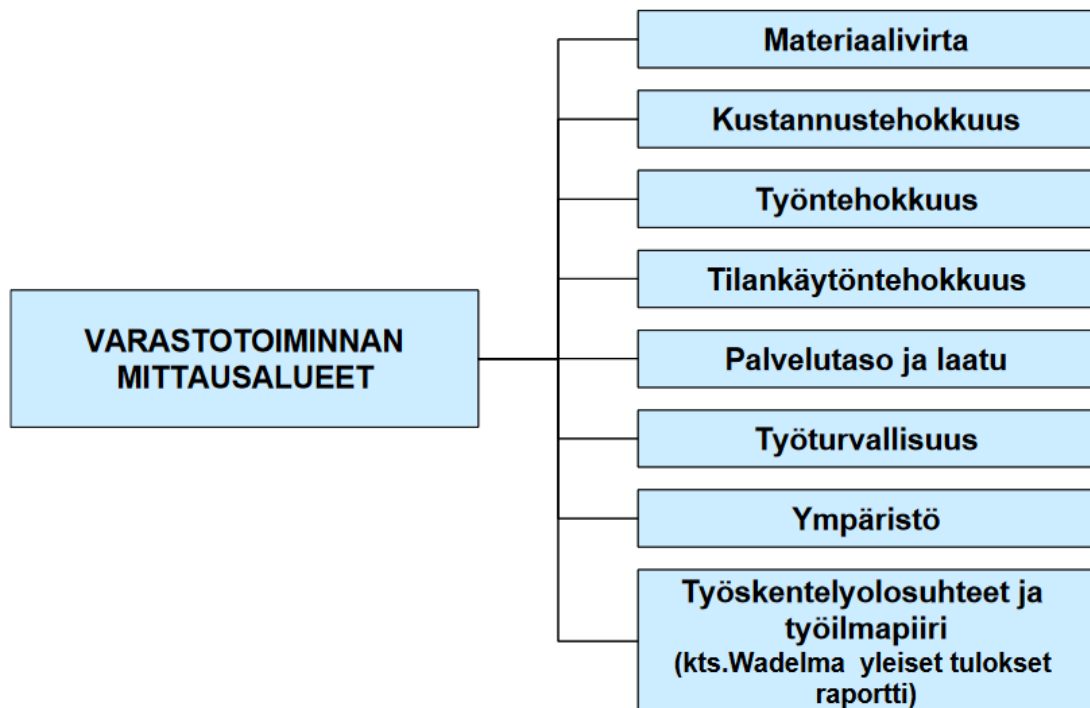 Materiaalivirta
Kustannustehokkuus
Työntehokkuus
Tilankäytöntehokkuus
VARASTOTOIMINNAN
MITTAUSALUEET
Palvelutaso ja laatu
Työturvallisuus
Ympäristö
Työskentelyolosuhteet ja
työilmapiiri
(kts.Wadelma yleiset tulokset
raportti)